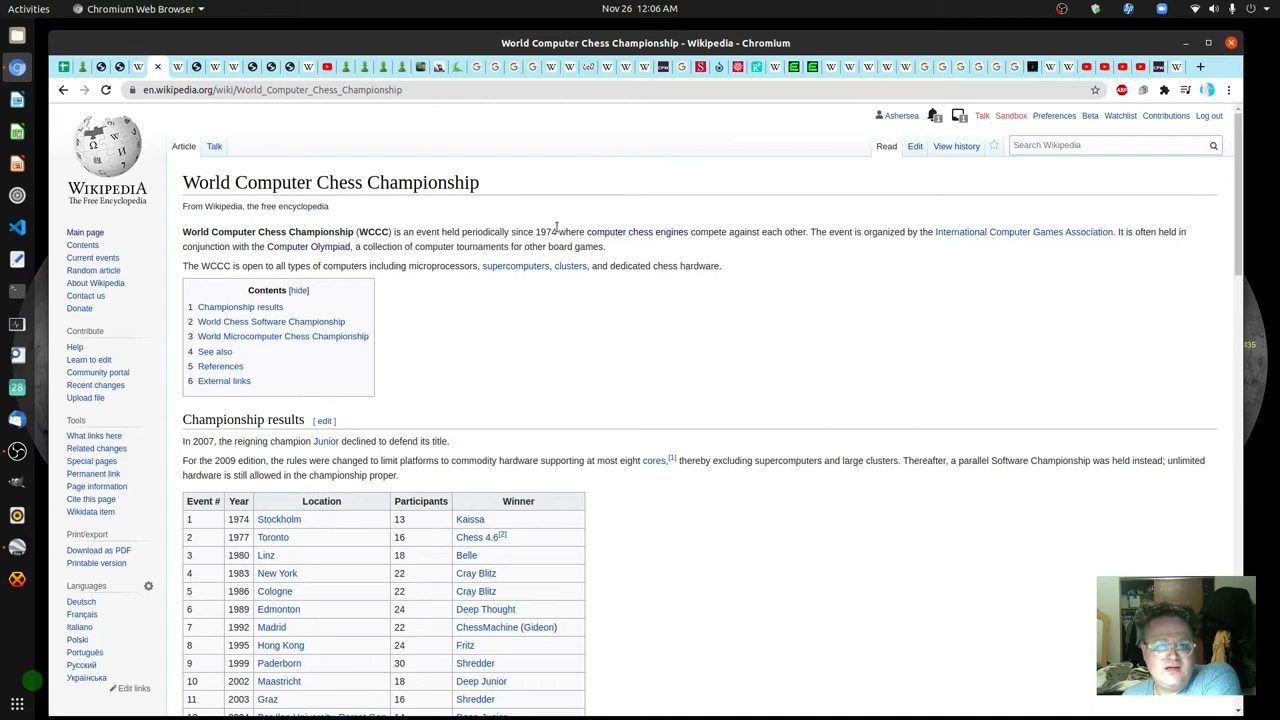 Activities
Chromium Web Browser
Nov 26 12:06 AM
World Computer Chess Championship - Wikipedia - Chromium
en.wikipedia.org/wiki/World_Computer_Chess_Championship
Ashersea Talk Sandbox Preferences Beta Watchlist Contributions Log out
Article Talk Read Edit View history Search Wikipedia
WIKIPEDIA
The Free Encyclopedia
Main page
Contents
Current events
Random article
About Wikipedia
Contact us
Donate
Contribute
Help
Learn to edit
Community portal
Recent changes
Upload file
Tools
What links here
Related changes
Special pages
Permanent link
Page information
Cite this page
Wikidata item
Print/export
Download as PDF
Printable version
Languages
Deutsch
Français
Italiano
Polski
Português
Русский
Українська
Edit links
World Computer Chess Championship
From Wikipedia, the free encyclopedia
World Computer Chess Championship (WCCC) is an event held periodically since 1974 where computer chess engines compete against each other. The event is organized by the International Computer Games Association. It is often held in
conjunction with the Computer Olympiad, a collection of computer tournaments for other board games.
The WCCC is open to all types of computers including microprocessors, supercomputers, clusters, and dedicated chess hardware.
Contents [hide]
1 Championship results
2 World Chess Software Championship
3 World Microcomputer Chess Championship
4 See also
5 References
6 External links
Championship results [ edit ]
In 2007, the reigning champion Junior declined to defend its title.
For the 2009 edition, the rules were changed to limit platforms to commodity hardware supporting at most eight cores,[1] thereby excluding supercomputers and large clusters. Thereafter, a parallel Software Championship was held instead; unlimited
hardware is still allowed in the championship proper.
Event # Year Location Participants Winner
1 1974 Stockholm 13 Kaissa
2 1977 Toronto 16 Chess 4.6[2]
3 1980 Linz 18 Belle
4 1983 New York 22 Cray Blitz
5 1986 Cologne 22 Cray Blitz
6 1989 Edmonton 24 Deep Thought
7 1992 Madrid 22 ChessMachine (Gideon)
8 1995 Hong Kong 24 Fritz
9 1999 Paderborn 30 Shredder
10 2002 Maastricht 18 Deep Junior
11 2003 Graz 16 Shredder